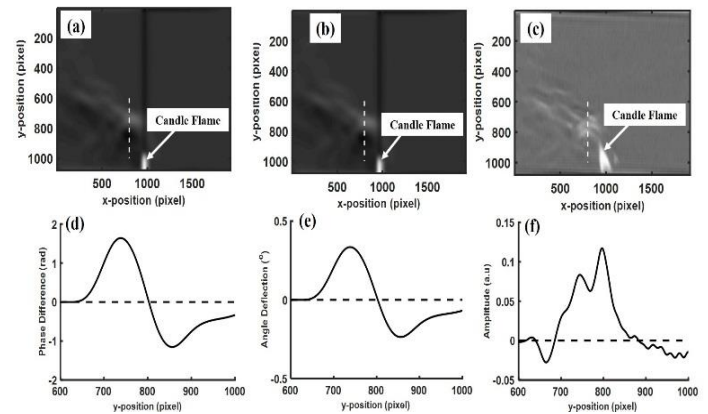 (a)
0
200
400
600
800
1000
y-position (pixel)
Candle Flame
500 1000 1500
x-position (pixel)
(b)
0
200
400
600
800
1000
y-position (pixel)
Candle Flame
500 1000 1500
x-position (pixel)
(c)
0
200
400
600
800
1000
y-position (pixel)
Candle Flame
500 1000 1500
x-position (pixel)
(d)
2
1
0
-1
-2
Phase Difference (rad)
600 700 800 900 1000
y-position (pixel)
(e)
0.5
0
-0.5
Angle Deflection (°)
600 700 800 900 1000
y-position (pixel)
(f)
0.15
0.1
0.05
0
-0.05
Amplitude (a.u)
600 700 800 900 1000
y-position (pixel)